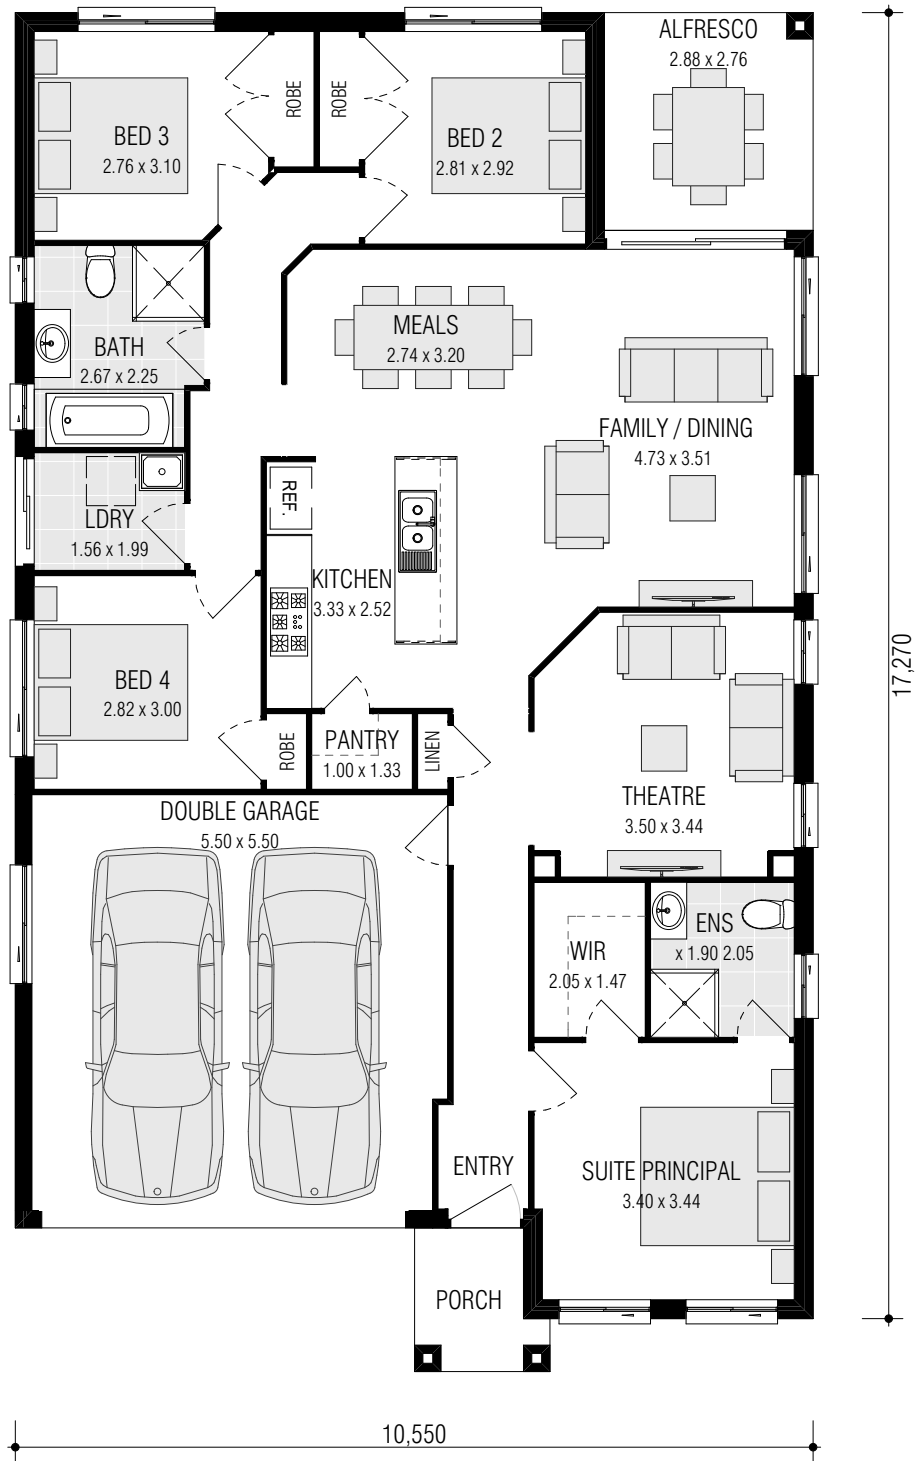 ALFRESCO
2.88 x 2.76
BED 3
2.76 x 3.10
ROBE
ROBE
BED 2
2.81 x 2.92
BATH
2.67 x 2.25
MEALS
2.74 x 3.20
FAMILY / DINING
4.73 x 3.51
REF.
LDRY
1.56 x 1.99
KITCHEN
3.33 x 2.52
17,270
BED 4
2.82 x 3.00
ROBE
PANTRY
1.00 x 1.33
LINEN
THEATRE
3.50 x 3.44
DOUBLE GARAGE
5.50 x 5.50
WIR
2.05 x 1.47
ENS
x 1.90 2.05
ENTRY
SUITE PRINCIPAL
3.40 x 3.44
PORCH
10,550